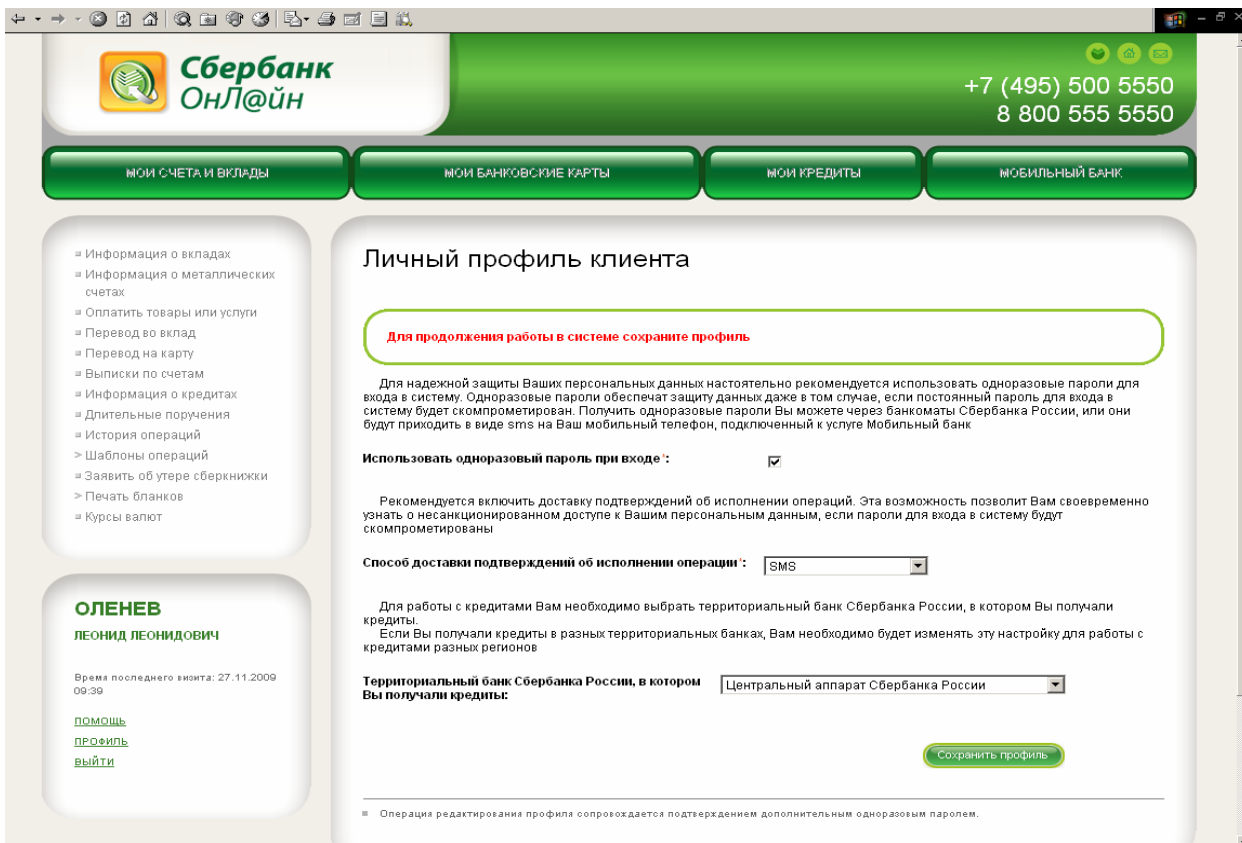 Сбербанк
ОнЛ@йн
+7 (495) 500 5550
8 800 555 5550
МОИ СЧЕТА И ВКЛАДЫ
МОИ БАНКОВСКИЕ КАРТЫ
МОИ КРЕДИТЫ
МОБИЛЬНЫЙ БАНК
Информация о вкладах
Информация о металлических
счетах
Оплатить товары или услуги
Перевод во вклад
Перевод на карту
Выписки по счетам
Информация о кредитах
Длительные поручения
История операций
> Шаблоны операций
Заявить об утере сберкнижки
> Печать бланков
Курсы валют
ОЛЕНЕВ
ЛЕОНИД ЛЕОНИДОВИЧ
Время последнего визита: 27.11.2009
09:39
ПОМОЩЬ
ПРОФИЛЬ
ВЫЙТИ
Личный профиль клиента
Для продолжения работы в системе сохраните профиль
Для надежной защиты Ваших персональных данных настоятельно рекомендуется использовать одноразовые пароли для
входа в систему. Одноразовые пароли обеспечат защиту данных даже в том случае, если постоянный пароль для входа в
систему будет скомпрометирован. Получить одноразовые пароли Вы можете через банкоматы Сбербанка России, или они
будут приходить в виде sms на Ваш мобильный телефон, подключенный к услуге Мобильный банк
Использовать одноразовый пароль при входе*:
Рекомендуется включить доставку подтверждений об исполнении операций. Эта возможность позволит Вам своевременно
узнать о несанкционированном доступе к Вашим персональным данным, если пароли для входа в систему будут
скомпрометированы
Способ доставки подтверждений об исполнении операции*: SMS
Для работы с кредитами Вам необходимо выбрать территориальный банк Сбербанка России, в котором Вы получали
кредиты.
Если Вы получали кредиты в разных территориальных банках, Вам необходимо будет изменять эту настройку для работы с
кредитами разных регионов
Территориальный банк Сбербанка России, в котором
Вы получали кредиты:
Центральный аппарат Сбербанка России
Сохранить профиль
Операция редактирования профиля сопровождается подтверждением дополнительным одноразовым паролем.